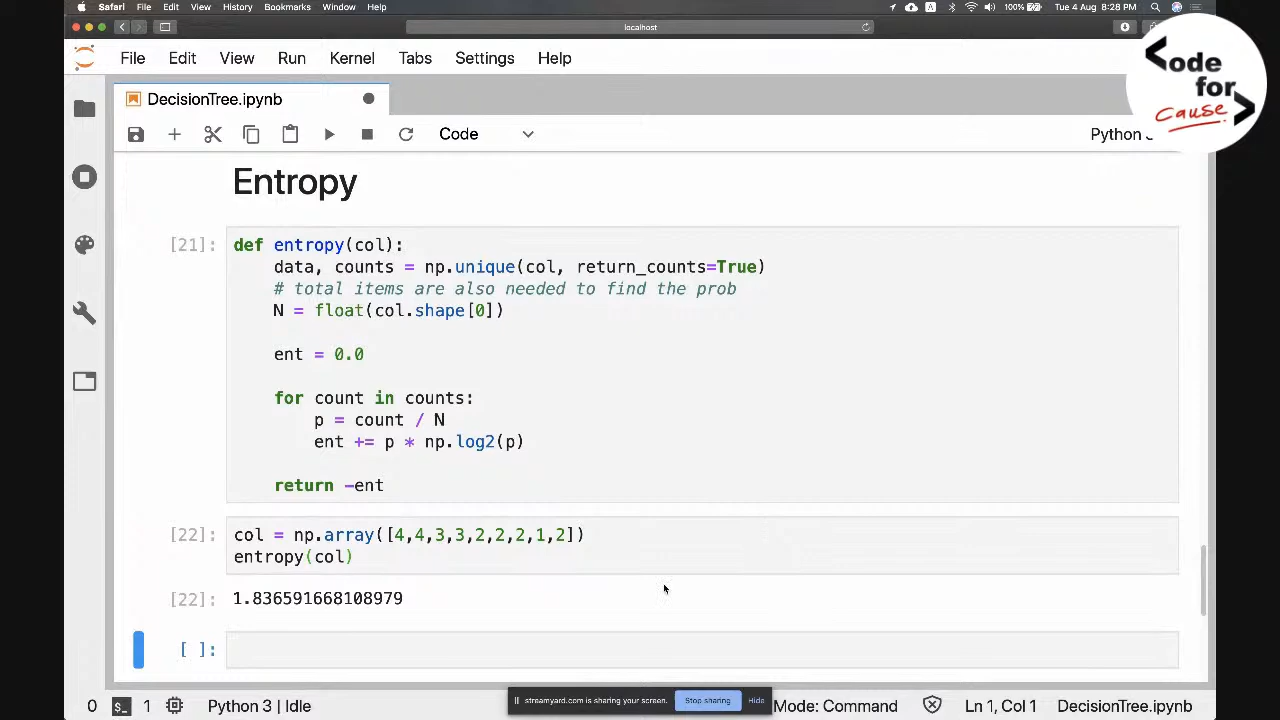 Safari File Edit View History Bookmarks Window Help 100% Tue 4 Aug 8:28 PM
localhost
<ode for cause >
File Edit View Run Kernel Tabs Settings Help
DecisionTree.ipynb
Code Python
Entropy
[21]: def entropy(col):
data, counts = np.unique(col, return_counts=True)
# total items are also needed to find the prob
N = float(col.shape[0])
ent = 0.0
for count in counts:
p = count / N
ent += p * np.log2(p)
return -ent
[22]: col = np.array([4,4,3,3,2,2,2,1,2])
entropy(col)
[22]: 1.836591668108979
[ ]:
streamyard.com is sharing your screen. Stop sharing Hide
0 1 Python 3 | Idle Mode: Command Ln 1, Col 1 DecisionTree.ipynb